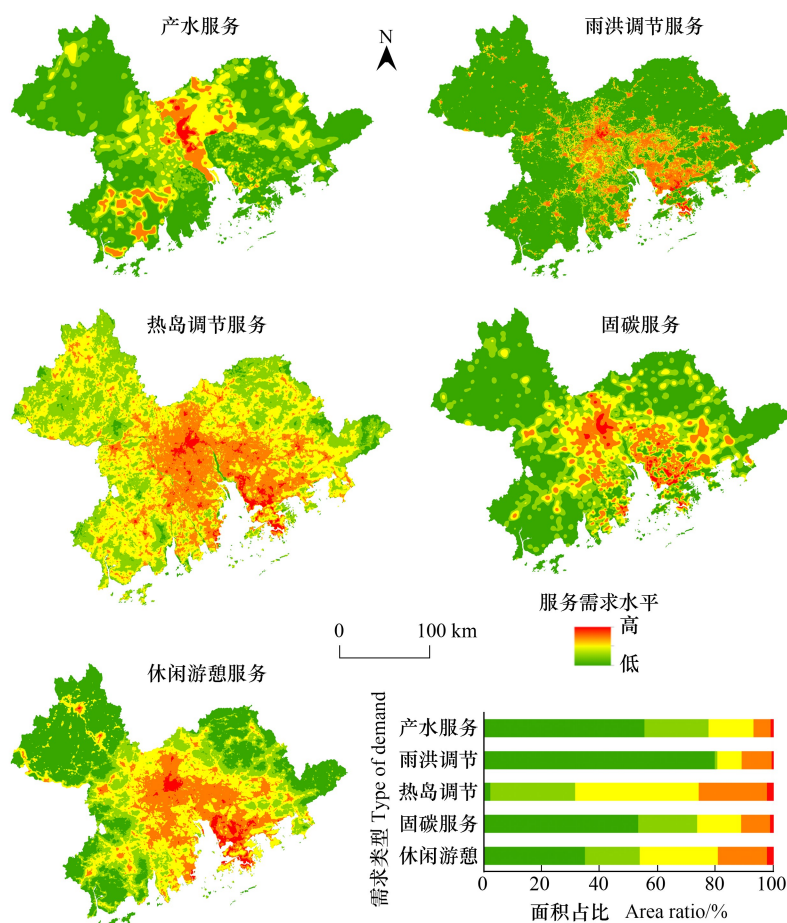 产水服务
N
雨洪调节服务
热岛调节服务
固碳服务
服务需求水平
高
低
0
100 km
休闲游憩服务
需求类型 Type of demand
产水服务
雨洪调节
热岛调节
固碳服务
休闲游憩
0 20 40 60 80 100
面积占比 Area ratio/%